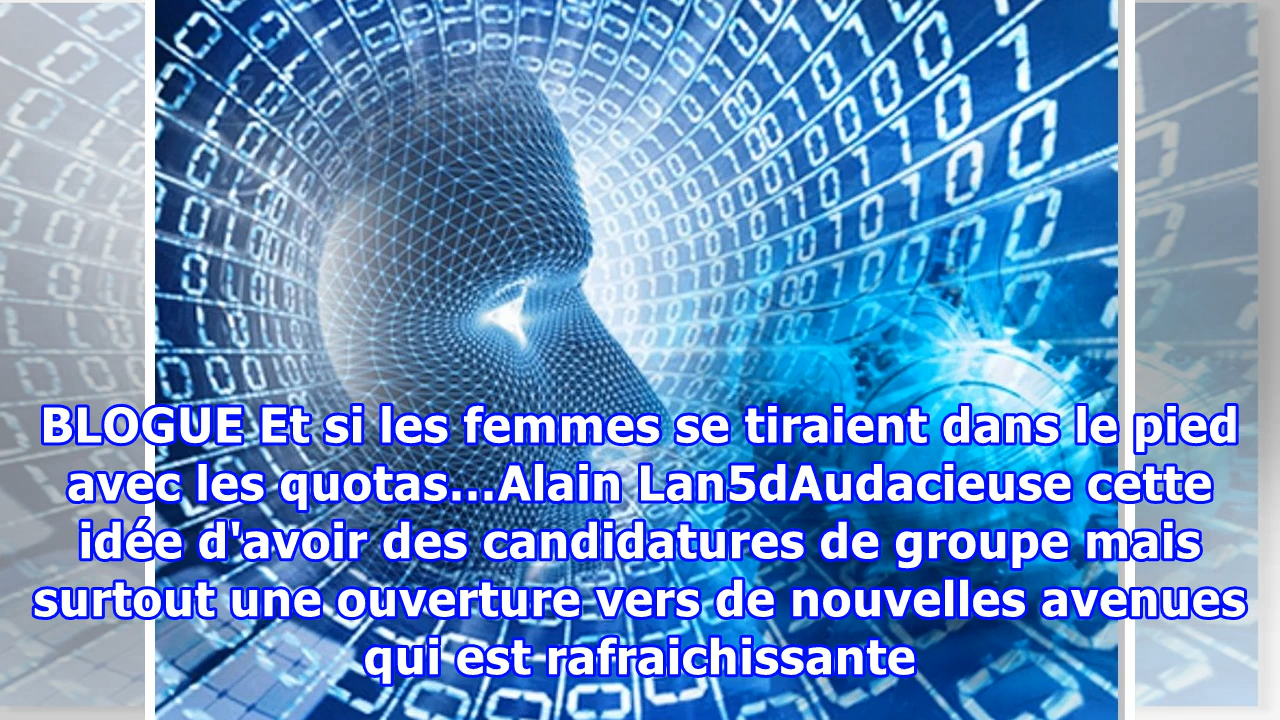 BLOGUE Et si les femmes se tiraient dans le pied
avec les quotas...Alain Lan5dAudacieuse cette
idée d'avoir des candidatures de groupe mais
surtout une ouverture vers de nouvelles avenues
qui est rafraichissante